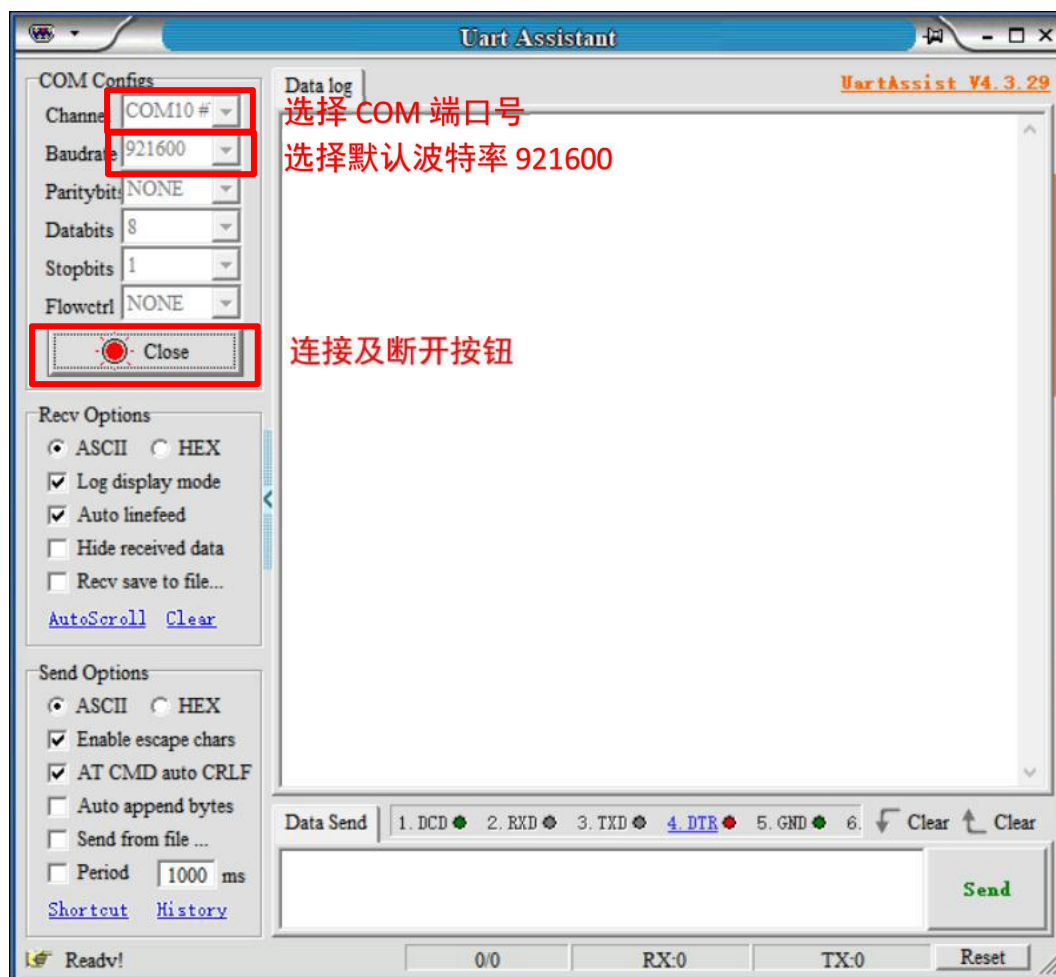 Uart Assistant
COM Configs
Data log
UartAssist V4.3.29
Channel COM10 #
选择 COM 端口号
Baudrate 921600
选择默认波特率 921600
Paritybits NONE
Databits 8
Stopbits 1
Flowctrl NONE
Close
连接及断开按钮
Recv Options
ASCII HEX
Log display mode
Auto linefeed
Hide received data
Recv save to file...
AutoScroll Clear
Send Options
ASCII HEX
Enable escape chars
AT CMD auto CRLF
Auto append bytes
Send from file ...
Period 1000 ms
Shortcut History
Data Send 1. DCD 2. RXD 3. TXD 4. DTR 5. GND 6. Clear Clear
Send
Ready! 0/0 RX:0 TX:0 Reset